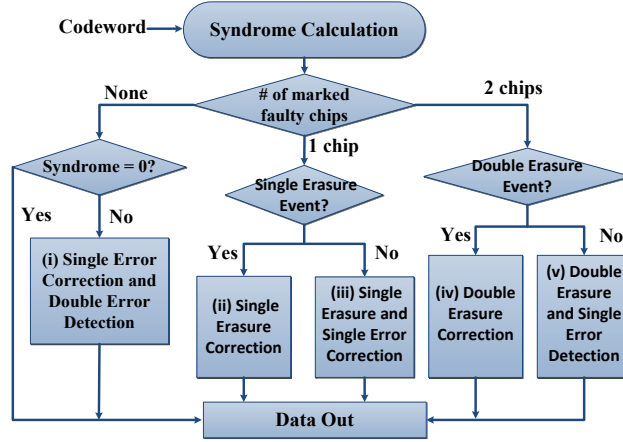 Codeword
Syndrome Calculation
# of marked
faulty chips
None
1 chip
2 chips
Syndrome = 0?
Single Erasure
Event?
Double Erasure
Event?
Yes
No
Yes
No
Yes
No
(i) Single Error
Correction and
Double Error
Detection
(ii) Single
Erasure
Correction
(iii) Single
Erasure and
Single Error
Correction
(iv) Double
Erasure
Correction
(v) Double
Erasure
and Single
Error
Detection
Data Out